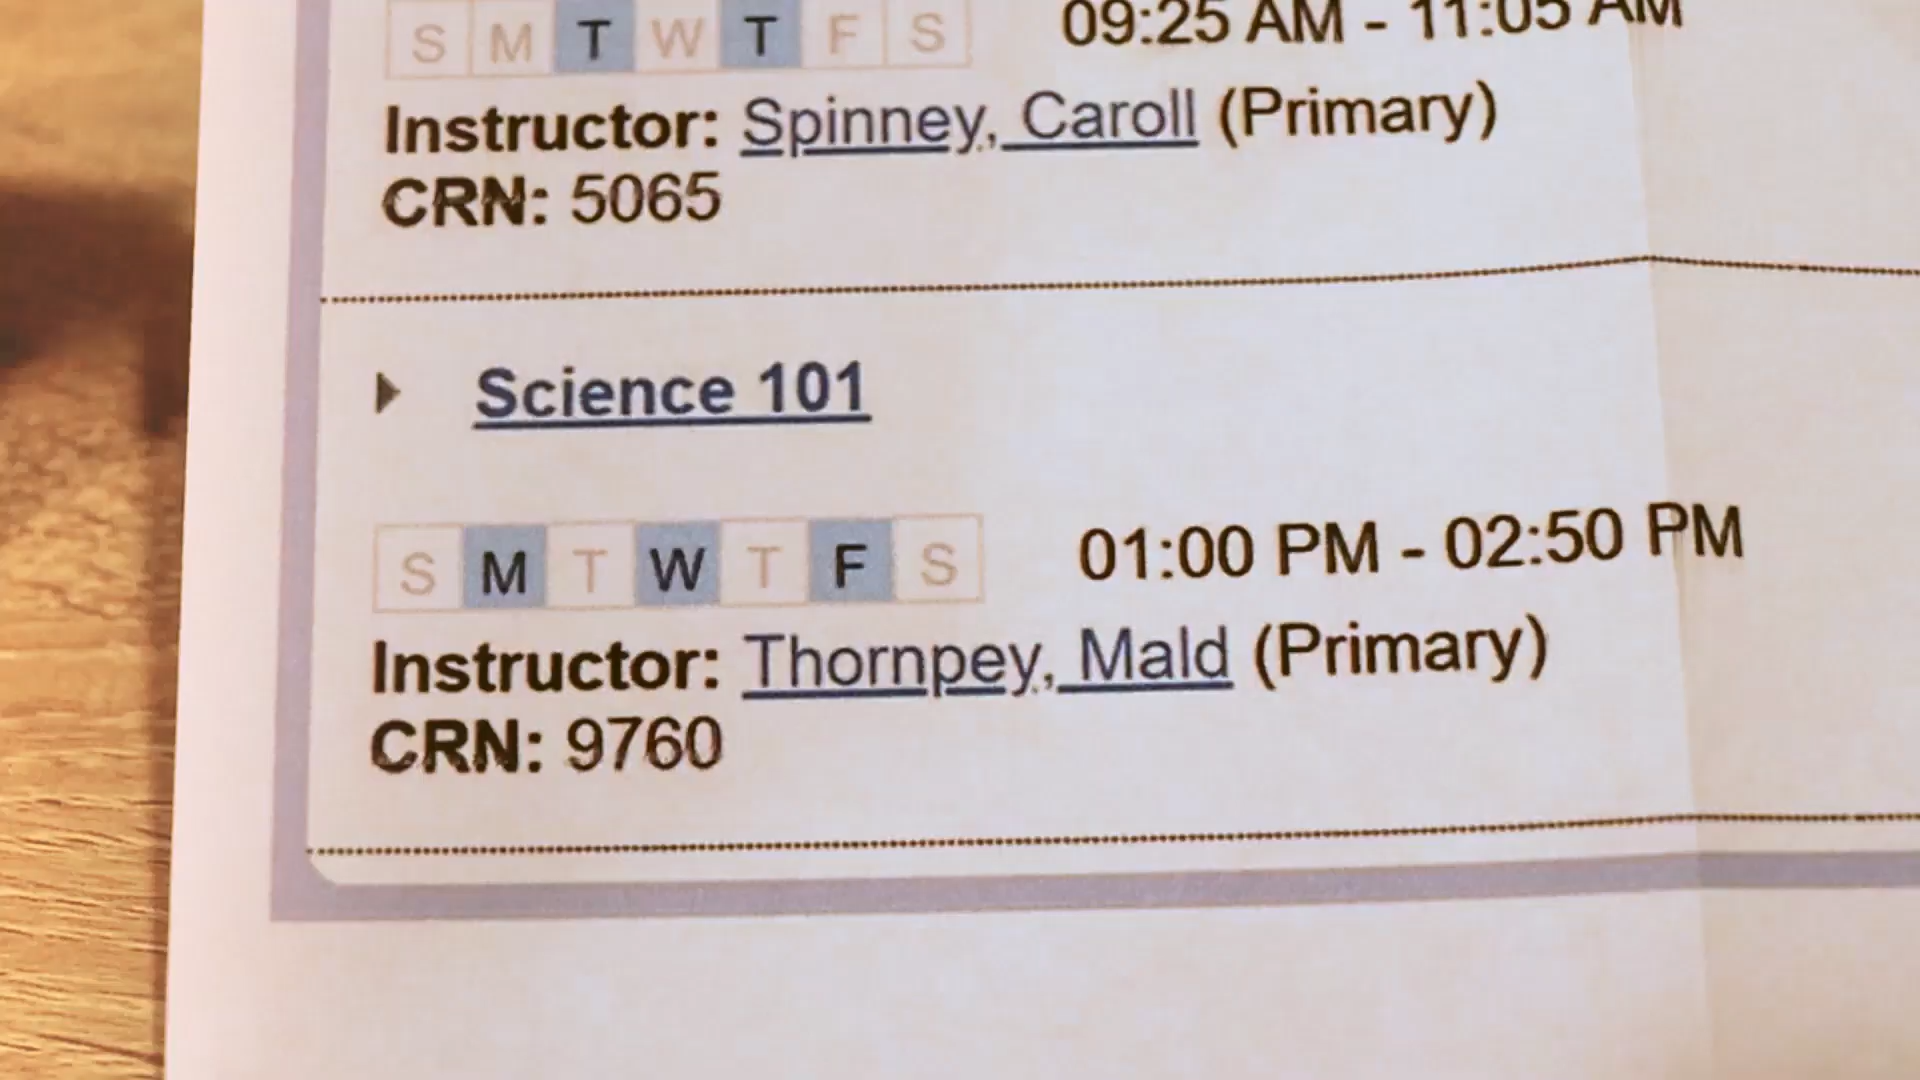 S M T W T F S 09:25 AM - 11:05 AM
Instructor: Spinney, Caroll (Primary)
CRN: 5065
Science 101
S M T W T F S 01:00 PM - 02:50 PM
Instructor: Thornpey, Mald (Primary)
CRN: 9760